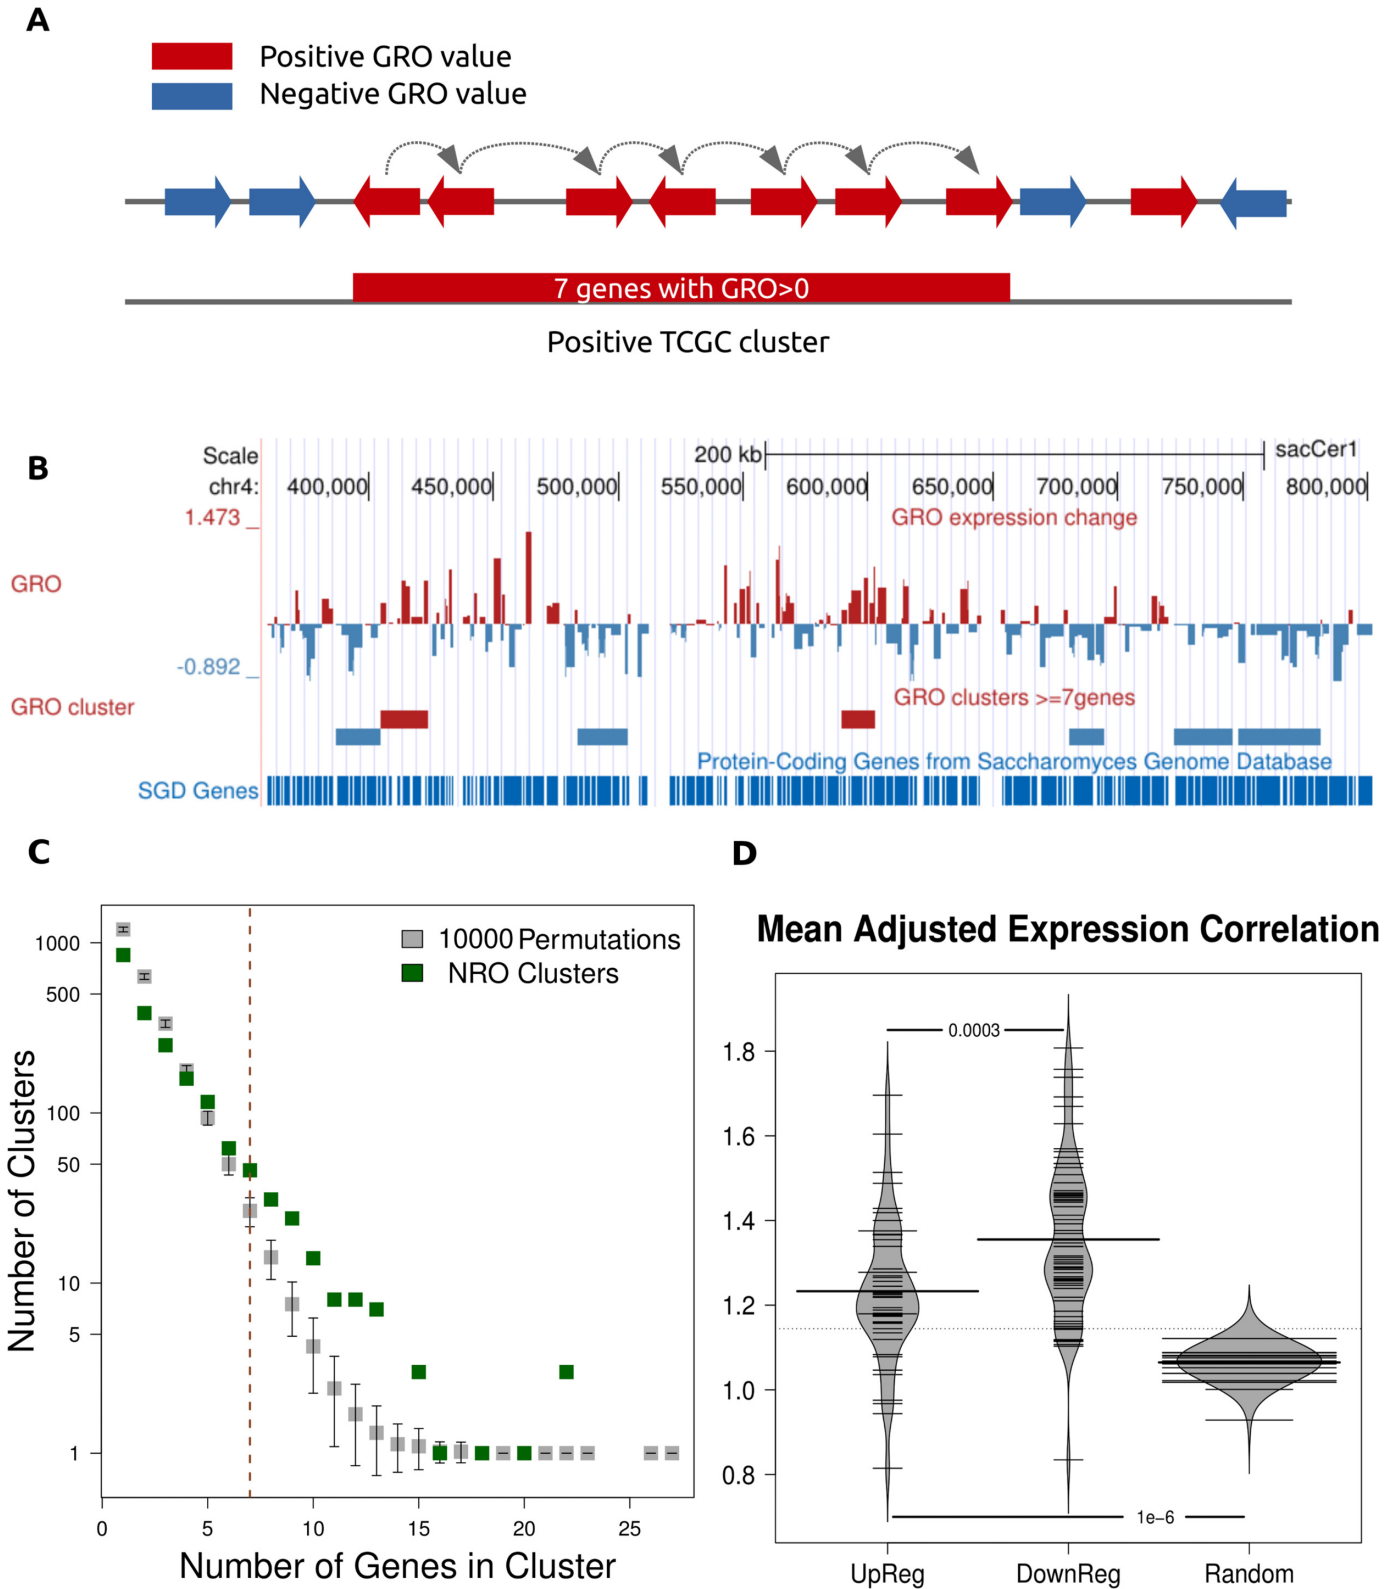 A
Positive GRO value
Negative GRO value
7 genes with GRO>0
Positive TCGC cluster
B
Scale 200 kb sacCer1
chr4: 400,000 450,000 500,000 550,000 600,000 650,000 700,000 750,000 800,000
1.473 _ GRO expression change
GRO
-0.892 _
GRO cluster GRO clusters >=7genes
Protein-Coding Genes from Saccharomyces Genome Database
SGD Genes
C
10000 Permutations
NRO Clusters
Number of Clusters
1000
500
100
50
10
5
1
0 5 10 15 20 25
Number of Genes in Cluster
D
Mean Adjusted Expression Correlation
0.0003
1.8
1.6
1.4
1.2
1.0
0.8
1e-6
UpReg DownReg Random